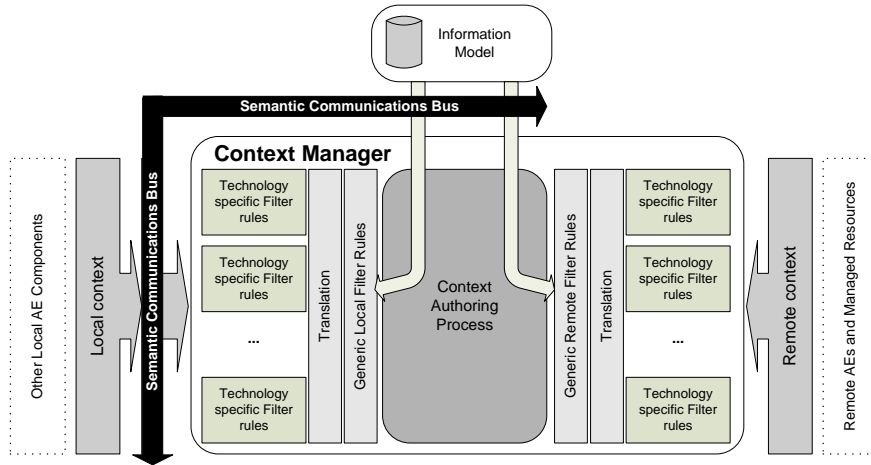 Information
Model
Semantic Communications Bus
Context Manager
Other Local AE Components
Local context
Semantic Communications Bus
Technology
specific Filter
rules
Technology
specific Filter
rules
...
Technology
specific Filter
rules
Translation
Generic Local Filter Rules
Context
Authoring
Process
Generic Remote Filter Rules
Translation
Technology
specific Filter
rules
Technology
specific Filter
rules
...
Technology
specific Filter
rules
Remote context
Remote AEs and Managed Resources